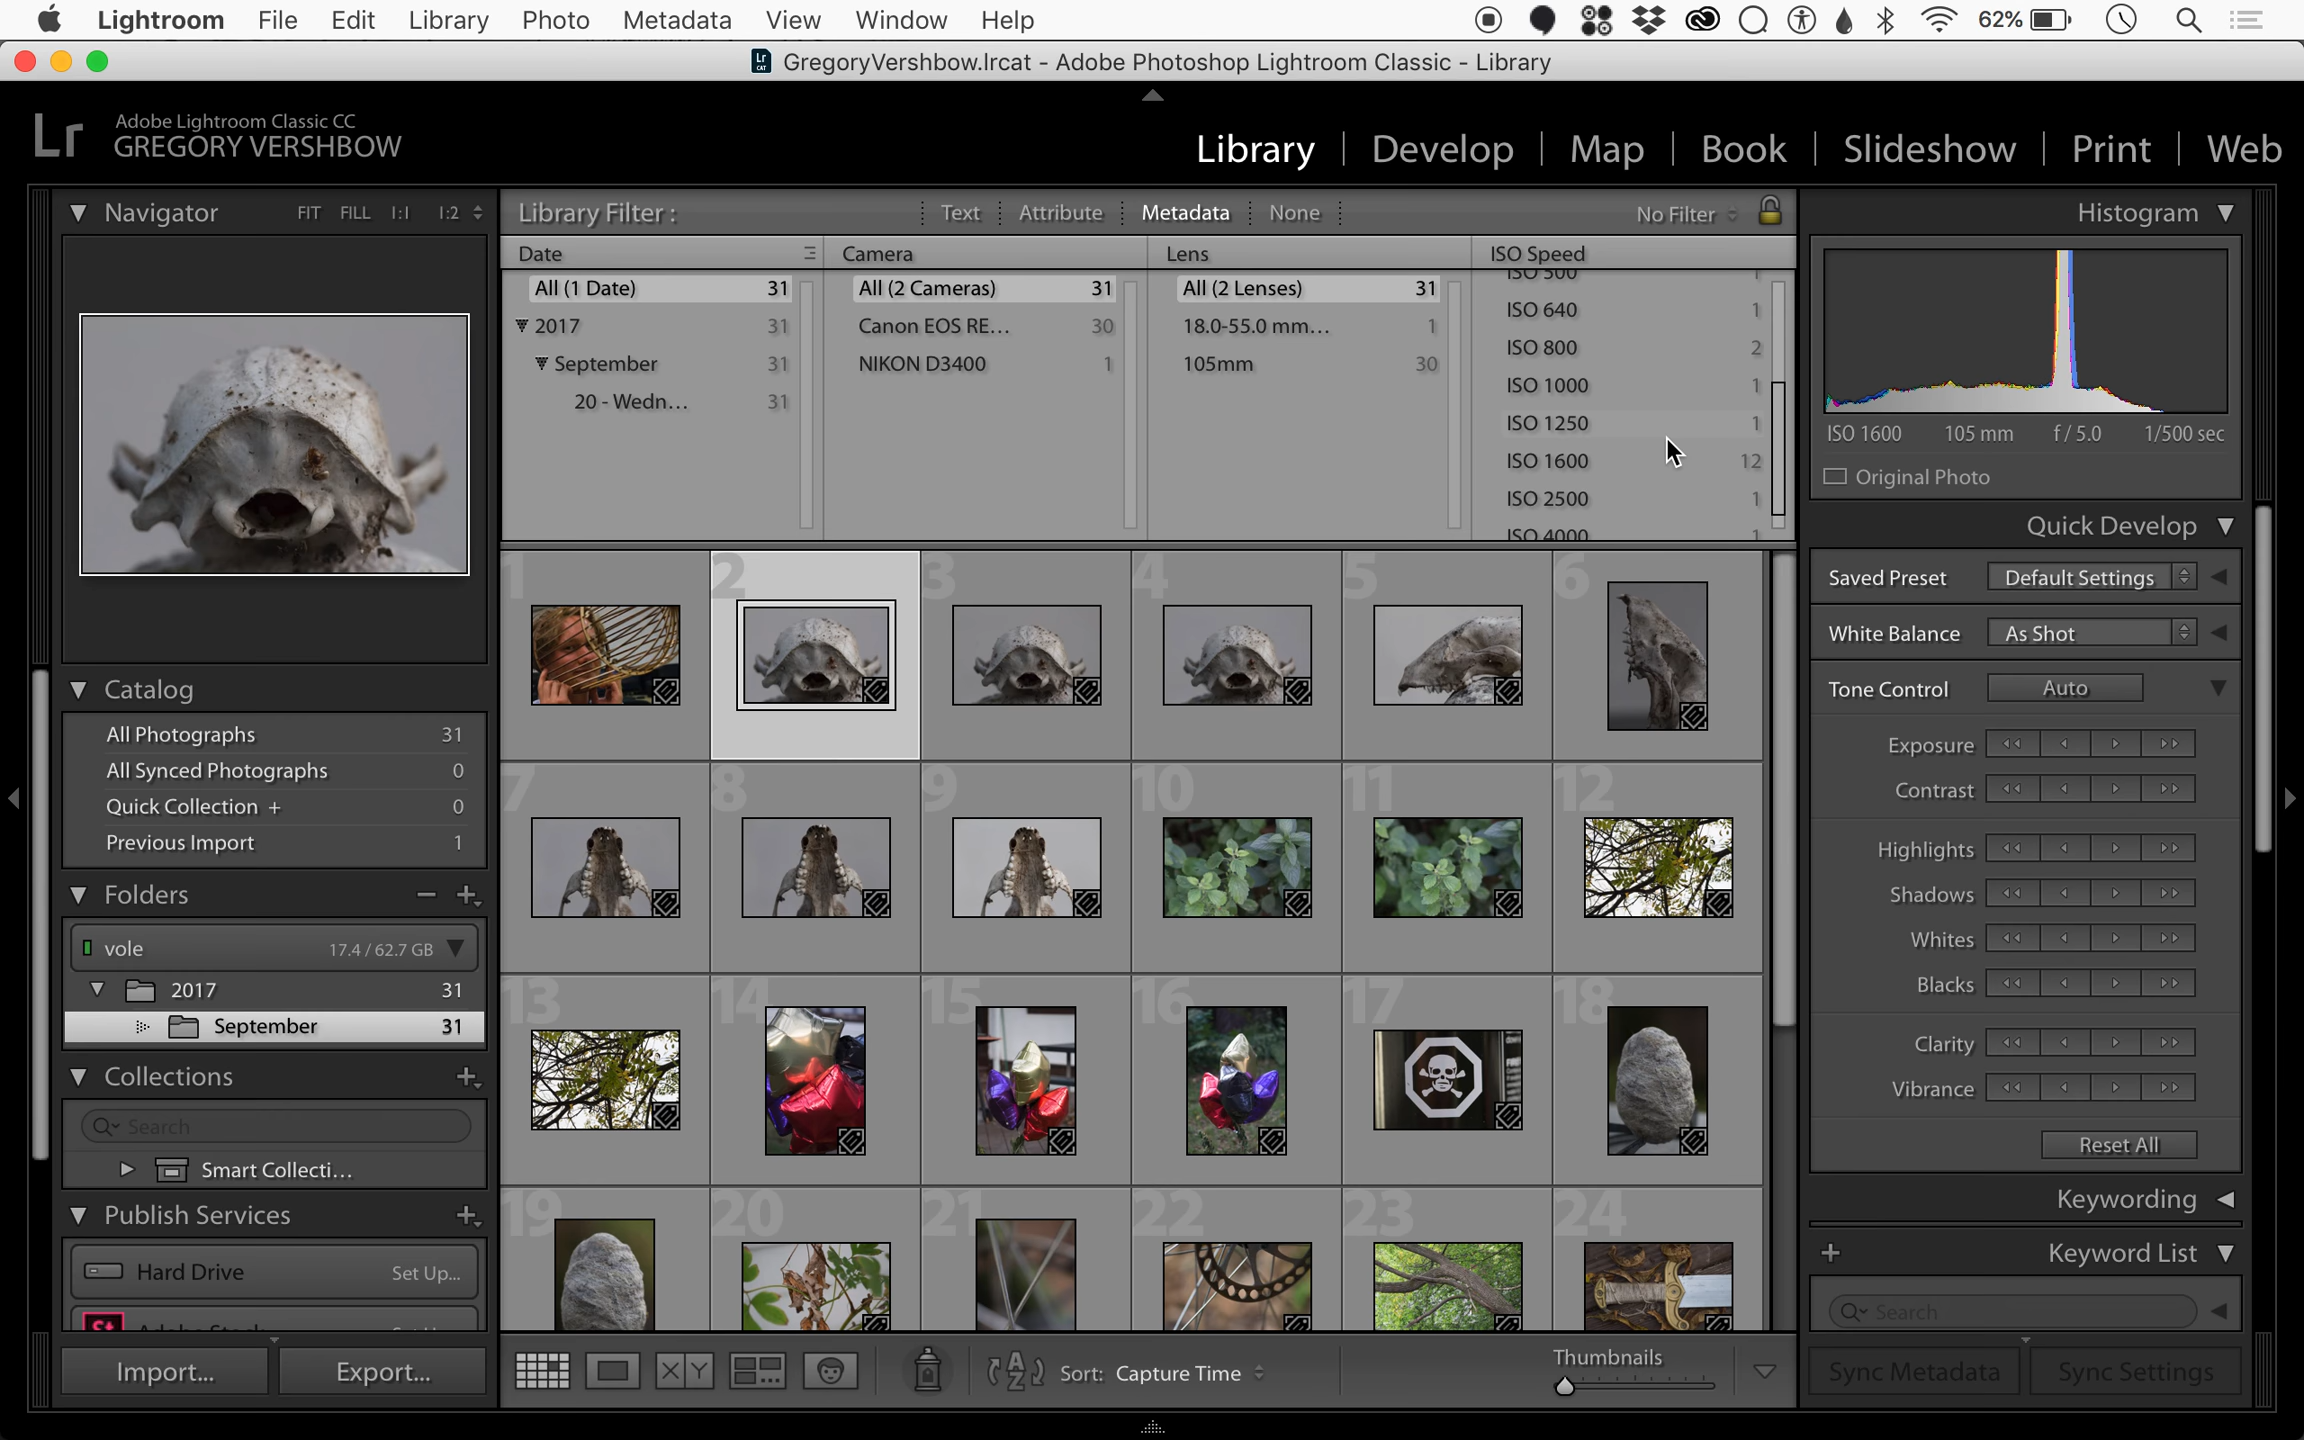 Lightroom File Edit Library Photo Metadata View Window Help 62%
GregoryVershbow.lrcat - Adobe Photoshop Lightroom Classic - Library
Lr
Adobe Lightroom Classic CC
GREGORY VERSHBOW
Library | Develop | Map | Book | Slideshow | Print | Web
Navigator FIT FILL 1:1 1:2
Library Filter : Text Attribute Metadata None No Filter
Date Camera Lens ISO Speed
All (1 Date) 31
2017 31
September 31
20 - Wedn... 31
All (2 Cameras) 31
Canon EOS RE... 30
NIKON D3400 1
All (2 Lenses) 31
18.0-55.0 mm... 1
105mm 30
ISO 500 1
ISO 640 1
ISO 800 2
ISO 1000 1
ISO 1250 1
ISO 1600 12
ISO 2500 1
ISO 4000 1
Histogram
ISO 1600 105 mm f / 5.0 1/500 sec
Original Photo
Quick Develop
Saved Preset Default Settings
White Balance As Shot
Tone Control Auto
Exposure
Contrast
Highlights
Shadows
Whites
Blacks
Clarity
Vibrance
Reset All
Keywording
Keyword List
Search
Sync Metadata Sync Settings
Catalog
All Photographs 31
All Synced Photographs 0
Quick Collection + 0
Previous Import 1
Folders
vole 17.4 / 62.7 GB
2017 31
September 31
Collections
Search
Smart Collecti...
Publish Services
Hard Drive Set Up...
St Adobe Stock
Import... Export...
1 2 3 4 5 6
7 8 9 10 11 12
13 14 15 16 17 18
19 20 21 22 23 24
X Y
Sort: Capture Time
Thumbnails